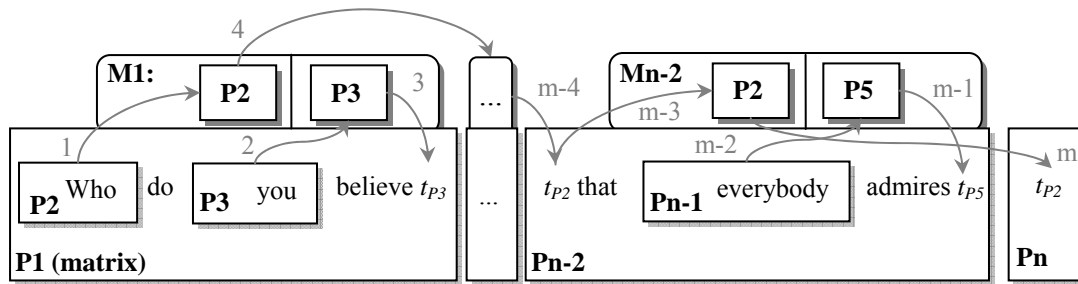 4
M1: P2 P3 3 ... m-4 Mn-2 P2 P5 m-1
m-3
1 2 m-2 m
P2 Who do P3 you believe tP3 ... tP2 that Pn-1 everybody admires tP5 tP2
P1 (matrix) Pn-2 Pn